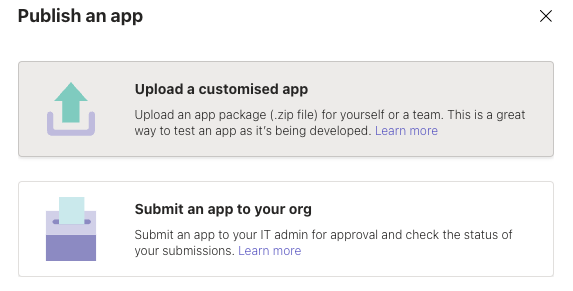 Publish an app
Upload a customised app
Upload an app package (.zip file) for yourself or a team. This is a great
way to test an app as it's being developed. Learn more
Submit an app to your org
Submit an app to your IT admin for approval and check the status of
your submissions. Learn more